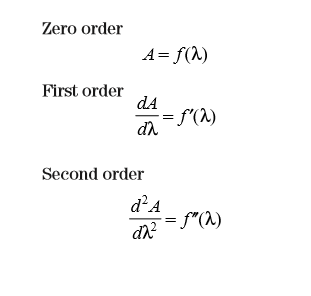 Zero order
A = f(λ)
First order
dA/dλ = f′(λ)
Second order
d²A/dλ² = f″(λ)